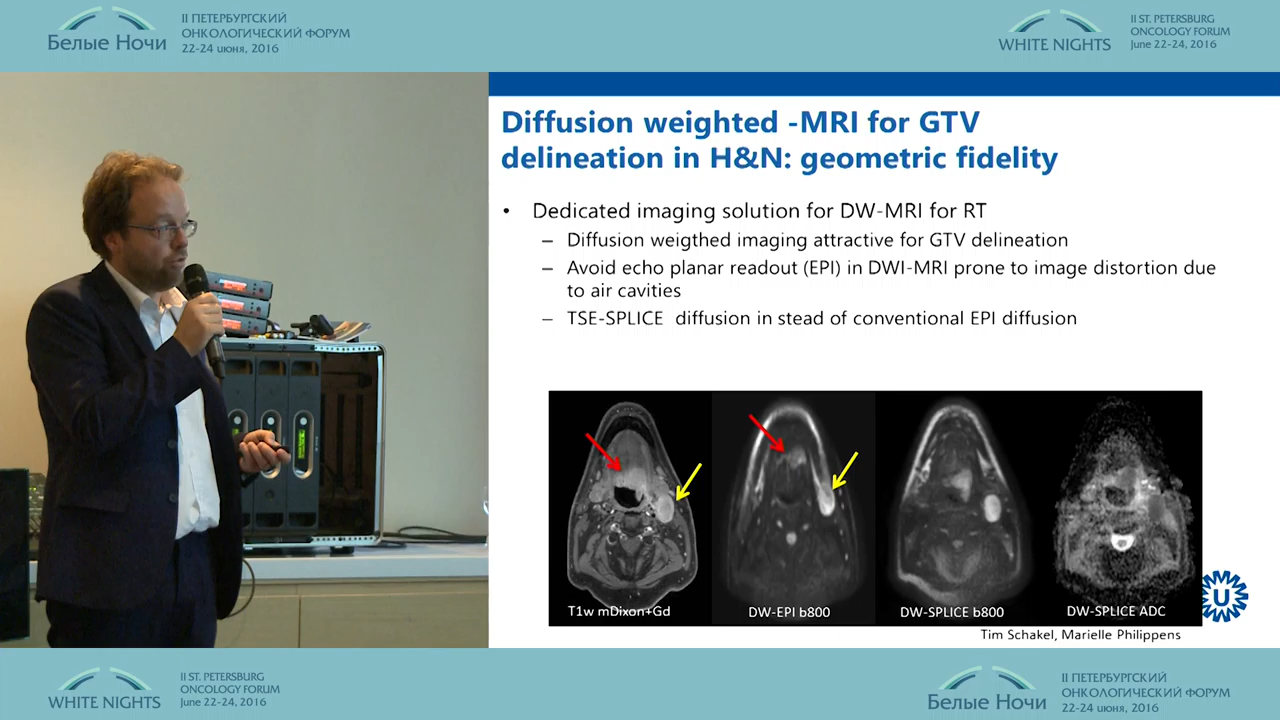 Белые Ночи
II ПЕТЕРБУРГСКИЙ
ОНКОЛОГИЧЕСКИЙ ФОРУМ
22-24 июня, 2016
WHITE NIGHTS
II ST. PETERSBURG
ONCOLOGY FORUM
June 22-24, 2016
Diffusion weighted -MRI for GTV
delineation in H&N: geometric fidelity
• Dedicated imaging solution for DW-MRI for RT
– Diffusion weigthed imaging attractive for GTV delineation
– Avoid echo planar readout (EPI) in DWI-MRI prone to image distortion due
to air cavities
– TSE-SPLICE diffusion in stead of conventional EPI diffusion
T1w mDixon+Gd
DW-EPI b800
DW-SPLICE b800
DW-SPLICE ADC
U
Tim Schakel, Marielle Philippens
WHITE NIGHTS
II ST. PETERSBURG
ONCOLOGY FORUM
June 22-24, 2016
Белые Ночи
II ПЕТЕРБУРГСКИЙ
ОНКОЛОГИЧЕСКИЙ ФОРУМ
22-24 июня, 2016